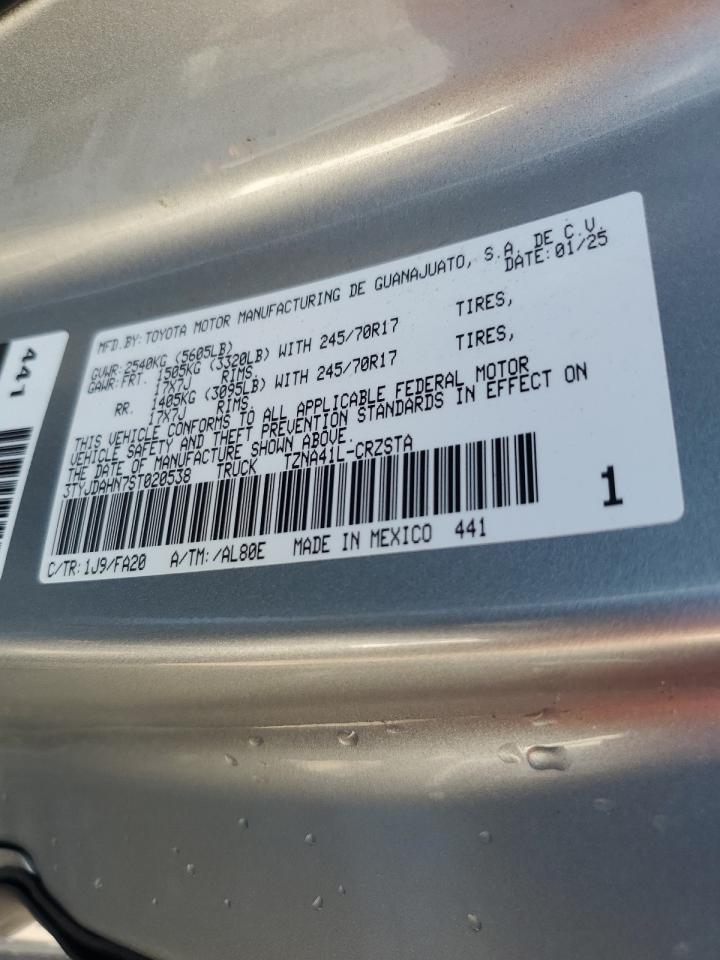 MFD.BY:TOYOTA MOTOR MANUFACTURING DE GUANAJUATO, S.A. DE C.V.
DATE:01/25
GVWR:2540KG (5605LB)
GAWR:FRT. 1505KG (3320LB) WITH 245/70R17 TIRES,
17X7J RIMS.
RR. 1405KG (3095LB) WITH 245/70R17 TIRES,
17X7J RIMS.
THIS VEHICLE CONFORMS TO ALL APPLICABLE FEDERAL MOTOR
VEHICLE SAFETY AND THEFT PREVENTION STANDARDS IN EFFECT ON
THE DATE OF MANUFACTURE SHOWN ABOVE.
3TYJDAHN7ST020538 TRUCK TZNA41L-CRZSTA
1
C/TR:1J9/FA20 A/TM:/AL80E MADE IN MEXICO 441
441